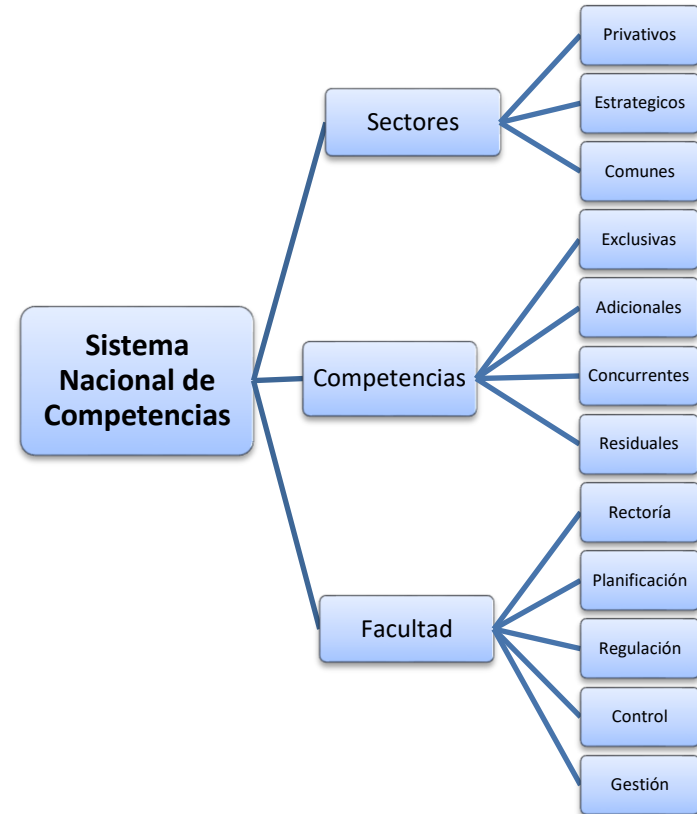 Sistema
Nacional de
Competencias
Sectores
Privativos
Estrategicos
Comunes
Competencias
Exclusivas
Adicionales
Concurrentes
Residuales
Facultad
Rectoría
Planificación
Regulación
Control
Gestión